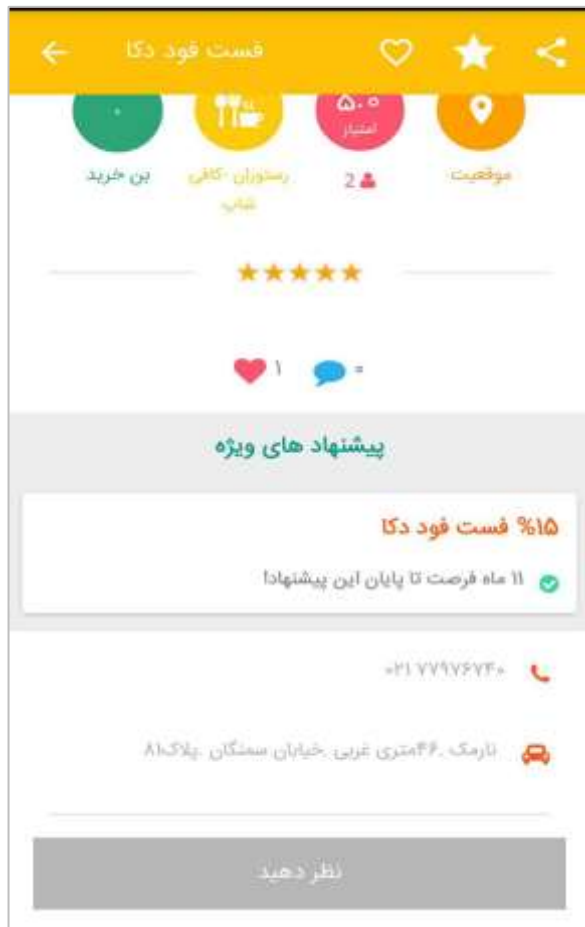 فست فود دکا
۵.۰
امتیاز
موقعیت
2
رستوران -کافی
شاپ
۰
بن خرید
۰
۱
پیشنهاد های ویژه
%۱۵ فست فود دکا
۱۱ ماه فرصت تا پایان این پیشنهاد!
۰۲۱ ۷۷۹۷۶۷۴۰
نارمک .۴۶متری غربی .خیابان سمنگان .پلاک۸۱
نظر دهید